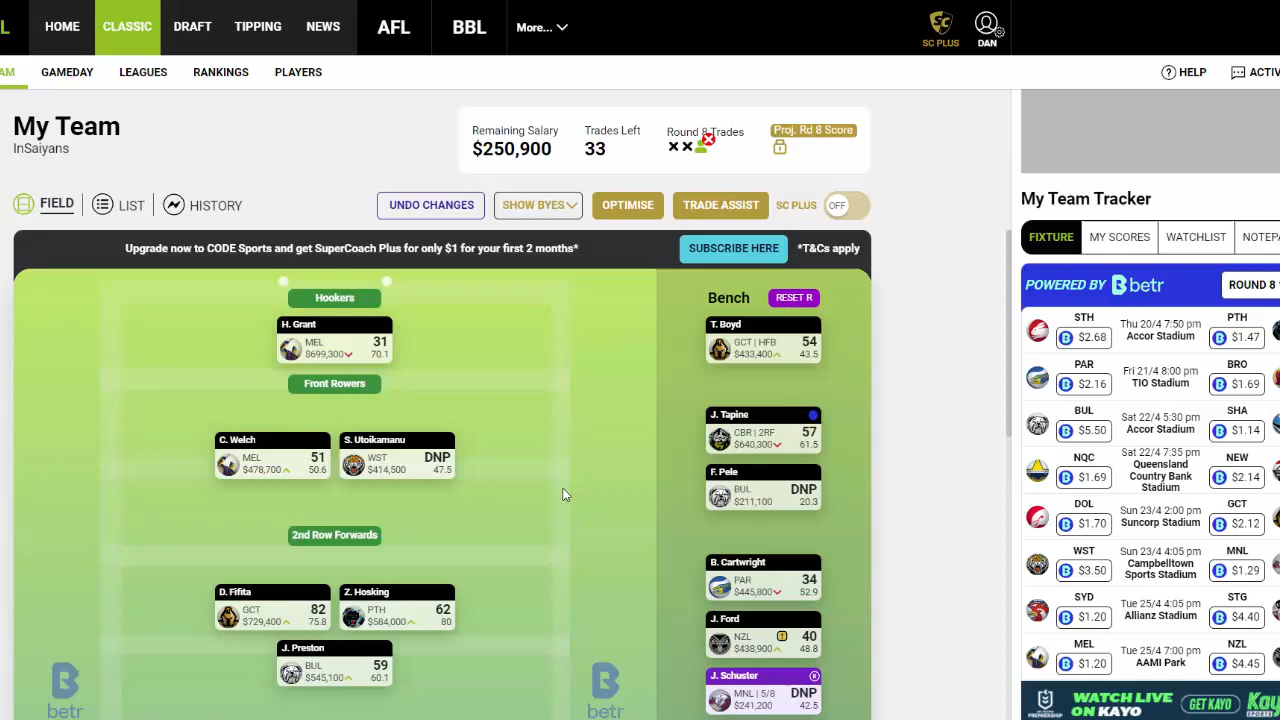 L HOME CLASSIC DRAFT TIPPING NEWS AFL BBL More... SC PLUS DAN
AM GAMEDAY LEAGUES RANKINGS PLAYERS HELP ACTIV
My Team
InSaiyans
Remaining Salary Trades Left Round 8 Trades Proj. Rd 8 Score
$250,900 33
FIELD LIST HISTORY UNDO CHANGES SHOW BYES OPTIMISE TRADE ASSIST SC PLUS OFF
Upgrade now to CODE Sports and get SuperCoach Plus for only $1 for your first 2 months* SUBSCRIBE HERE *T&Cs apply
Hookers
H. Grant
MEL 31
$699,300 70.1
Front Rowers
C. Welch
MEL 51
$478,700 50.6
S. Utoikamanu
WST DNP
$414,500 47.5
2nd Row Forwards
D. Fifita
GCT 82
$729,400 75.8
Z. Hosking
PTH 62
$584,000 80
J. Preston
BUL 59
$545,100 60.1
betr betr
Bench RESET R
T. Boyd
GCT | HFB 54
$433,400 43.5
J. Tapine
CBR | 2RF 57
$640,300 61.5
F. Pele
BUL DNP
$211,100 20.3
B. Cartwright
PAR 34
$445,800 52.9
J. Ford
NZL 40
$438,900 48.8
J. Schuster R
MNL | 5/8 DNP
$241,200 42.5
My Team Tracker
FIXTURE MY SCORES WATCHLIST NOTEP
POWERED BY betr ROUND 8
STH Thu 20/4 7:50 pm PTH
$2.68 Accor Stadium $1.47
PAR Fri 21/4 8:00 pm BRO
$2.16 TIO Stadium $1.69
BUL Sat 22/4 5:30 pm SHA
$5.50 Accor Stadium $1.14
NQC Sat 22/4 7:35 pm NEW
$1.69 Queensland Country Bank Stadium $2.14
DOL Sun 23/4 2:00 pm GCT
$1.70 Suncorp Stadium $2.12
WST Sun 23/4 4:05 pm MNL
$3.50 Campbelltown Sports Stadium $1.29
SYD Tue 25/4 4:05 pm STG
$1.20 Allianz Stadium $4.40
MEL Tue 25/4 7:00 pm NZL
$1.20 AAMI Park $4.45
WATCH LIVE ON KAYO GET KAYO